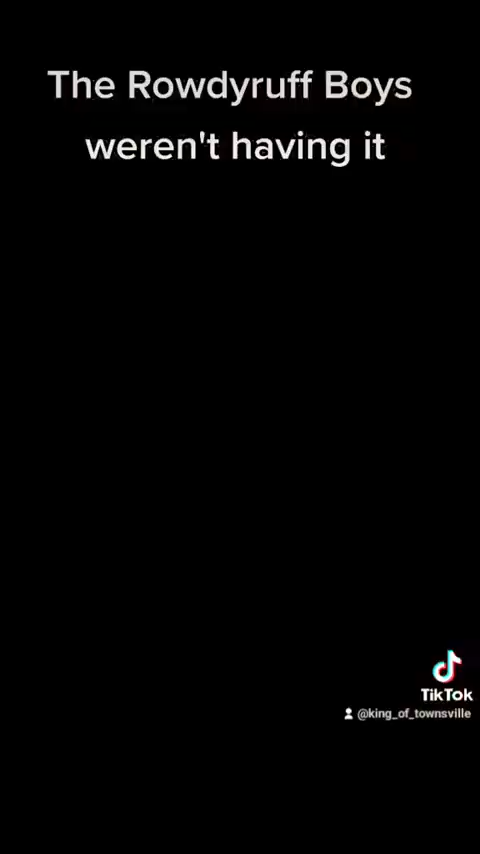 The Rowdyruff Boys
weren't having it
TikTok
@king_of_townsville